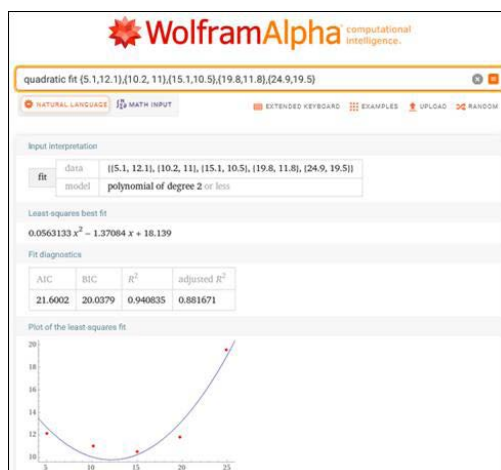 WolframAlpha computational intelligence.
quadratic fit {5.1,12.1},{10.2, 11},{15.1,10.5},{19.8,11.8},{24.9,19.5}
NATURAL LANGUAGE MATH INPUT EXTENDED KEYBOARD EXAMPLES UPLOAD RANDOM
Input interpretation
fit data {{5.1, 12.1}, {10.2, 11}, {15.1, 10.5}, {19.8, 11.8}, {24.9, 19.5}}
model polynomial of degree 2 or less
Least-squares best fit
0.0563133 x² − 1.37084 x + 18.139
Fit diagnostics
AIC BIC R² adjusted R²
21.6002 20.0379 0.940835 0.881671
Plot of the least-squares fit
20
18
16
14
12
10
5 10 15 20 25